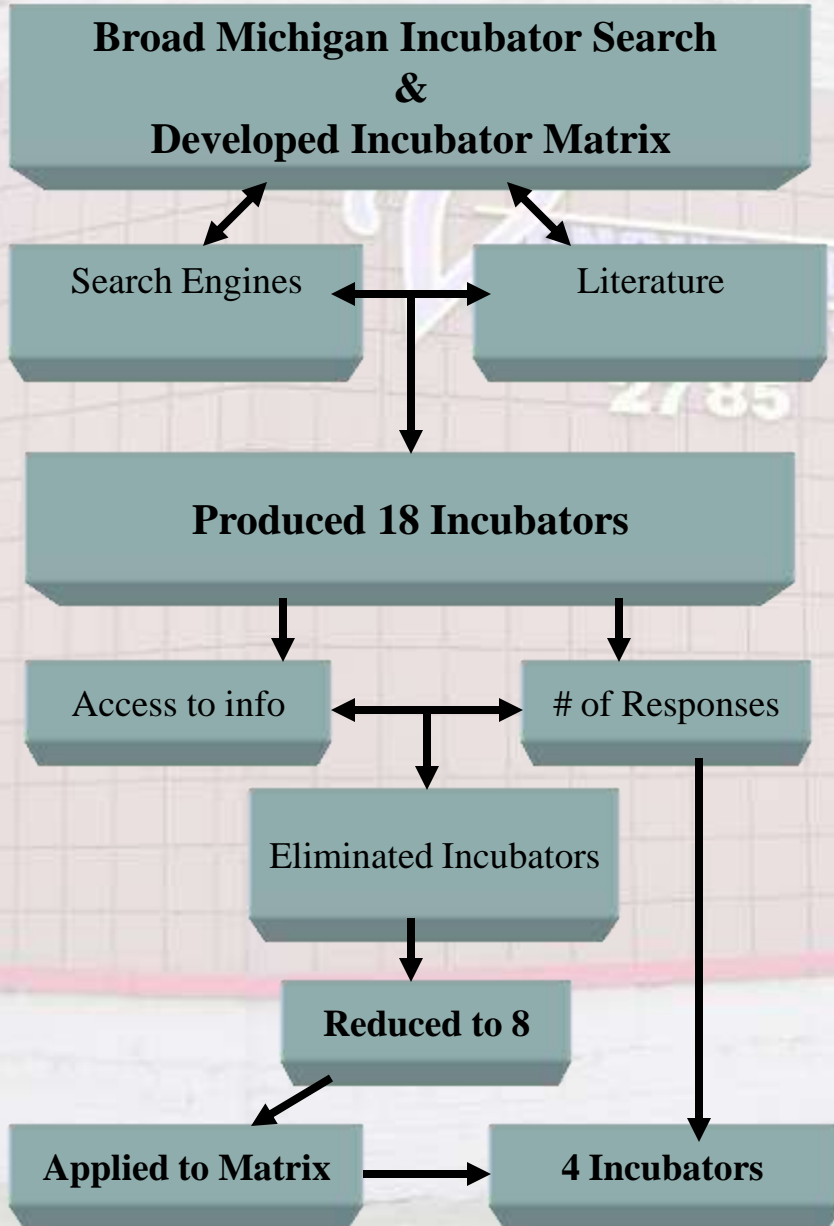 Broad Michigan Incubator Search
&
Developed Incubator Matrix
Search Engines
Literature
2785
Produced 18 Incubators
Access to info
# of Responses
Eliminated Incubators
Reduced to 8
Applied to Matrix
4 Incubators